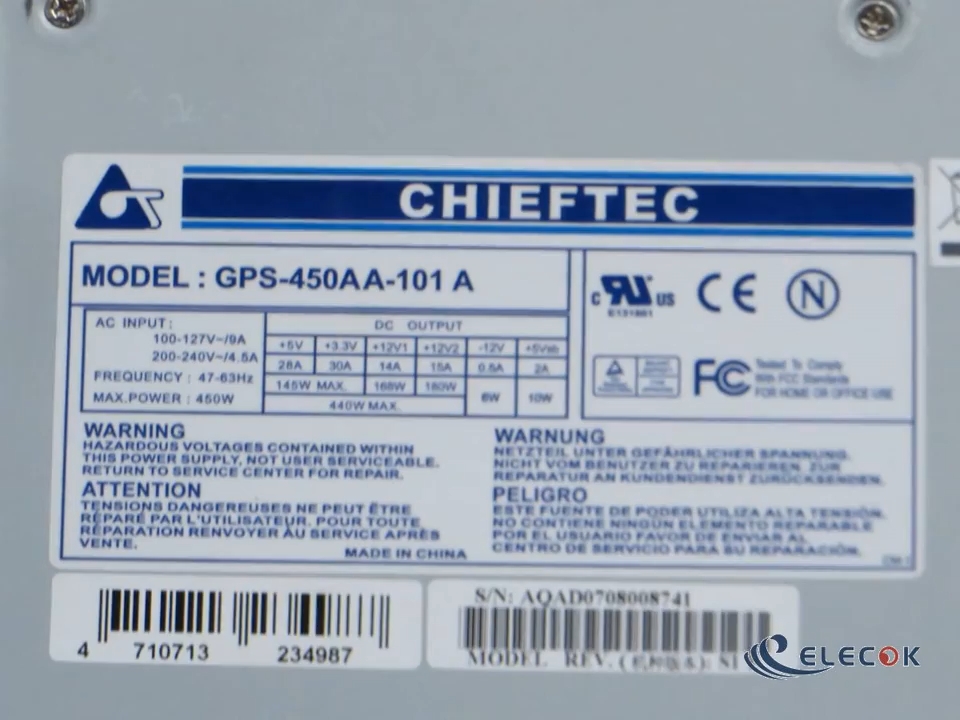 CHIEFTEC
MODEL : GPS-450AA-101 A
AC INPUT:
100-127V~/9A
200-240V~/4.5A
FREQUENCY : 47-63Hz
MAX.POWER : 450W
DC OUTPUT
+5V +3.3V +12V1 +12V2 -12V +5Vsb
28A 30A 14A 15A 0.5A 2A
145W MAX. 168W 180W 6W 10W
440W MAX.
C UL US
CE
N
FC
Tested To Comply
With FCC Standards
FOR HOME OR OFFICE USE
WARNING
HAZARDOUS VOLTAGES CONTAINED WITHIN
THIS POWER SUPPLY, NOT USER SERVICEABLE.
RETURN TO SERVICE CENTER FOR REPAIR.
ATTENTION
TENSIONS DANGEREUSES NE PEUT ÊTRE
RÉPARÉ PAR L'UTILISATEUR. POUR TOUTE
RÉPARATION RENVOYER AU SERVICE APRÈS
VENTE.
MADE IN CHINA
WARNUNG
NETZTEIL UNTER GEFÄHRLICHER SPANNUNG.
NICHT VOM BENUTZER ZU REPARIEREN. ZUR
REPARATUR AN KUNDENDIENST ZURÜCKSENDEN.
PELIGRO
ESTE FUENTE DE PODER UTILIZA ALTA TENSIÓN.
NO CONTIENE NINGÚN ELEMENTO REPARABLE
POR EL USUARIO FAVOR DE ENVIAR AL
CENTRO DE SERVICIO PARA SU REPARACIÓN.
4 710713 234987
S/N: AQAD0708008741
MODEL REV.
ELECOK